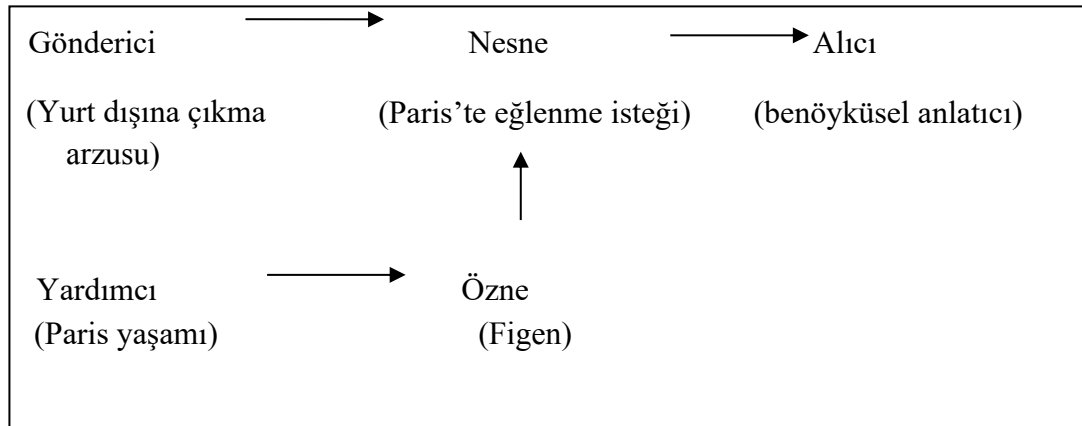 Gönderici Nesne Alıcı
(Yurt dışına çıkma (Paris’te eğlenme isteği) (benöyküsel anlatıcı)
arzusu)
Yardımcı Özne
(Paris yaşamı) (Figen)